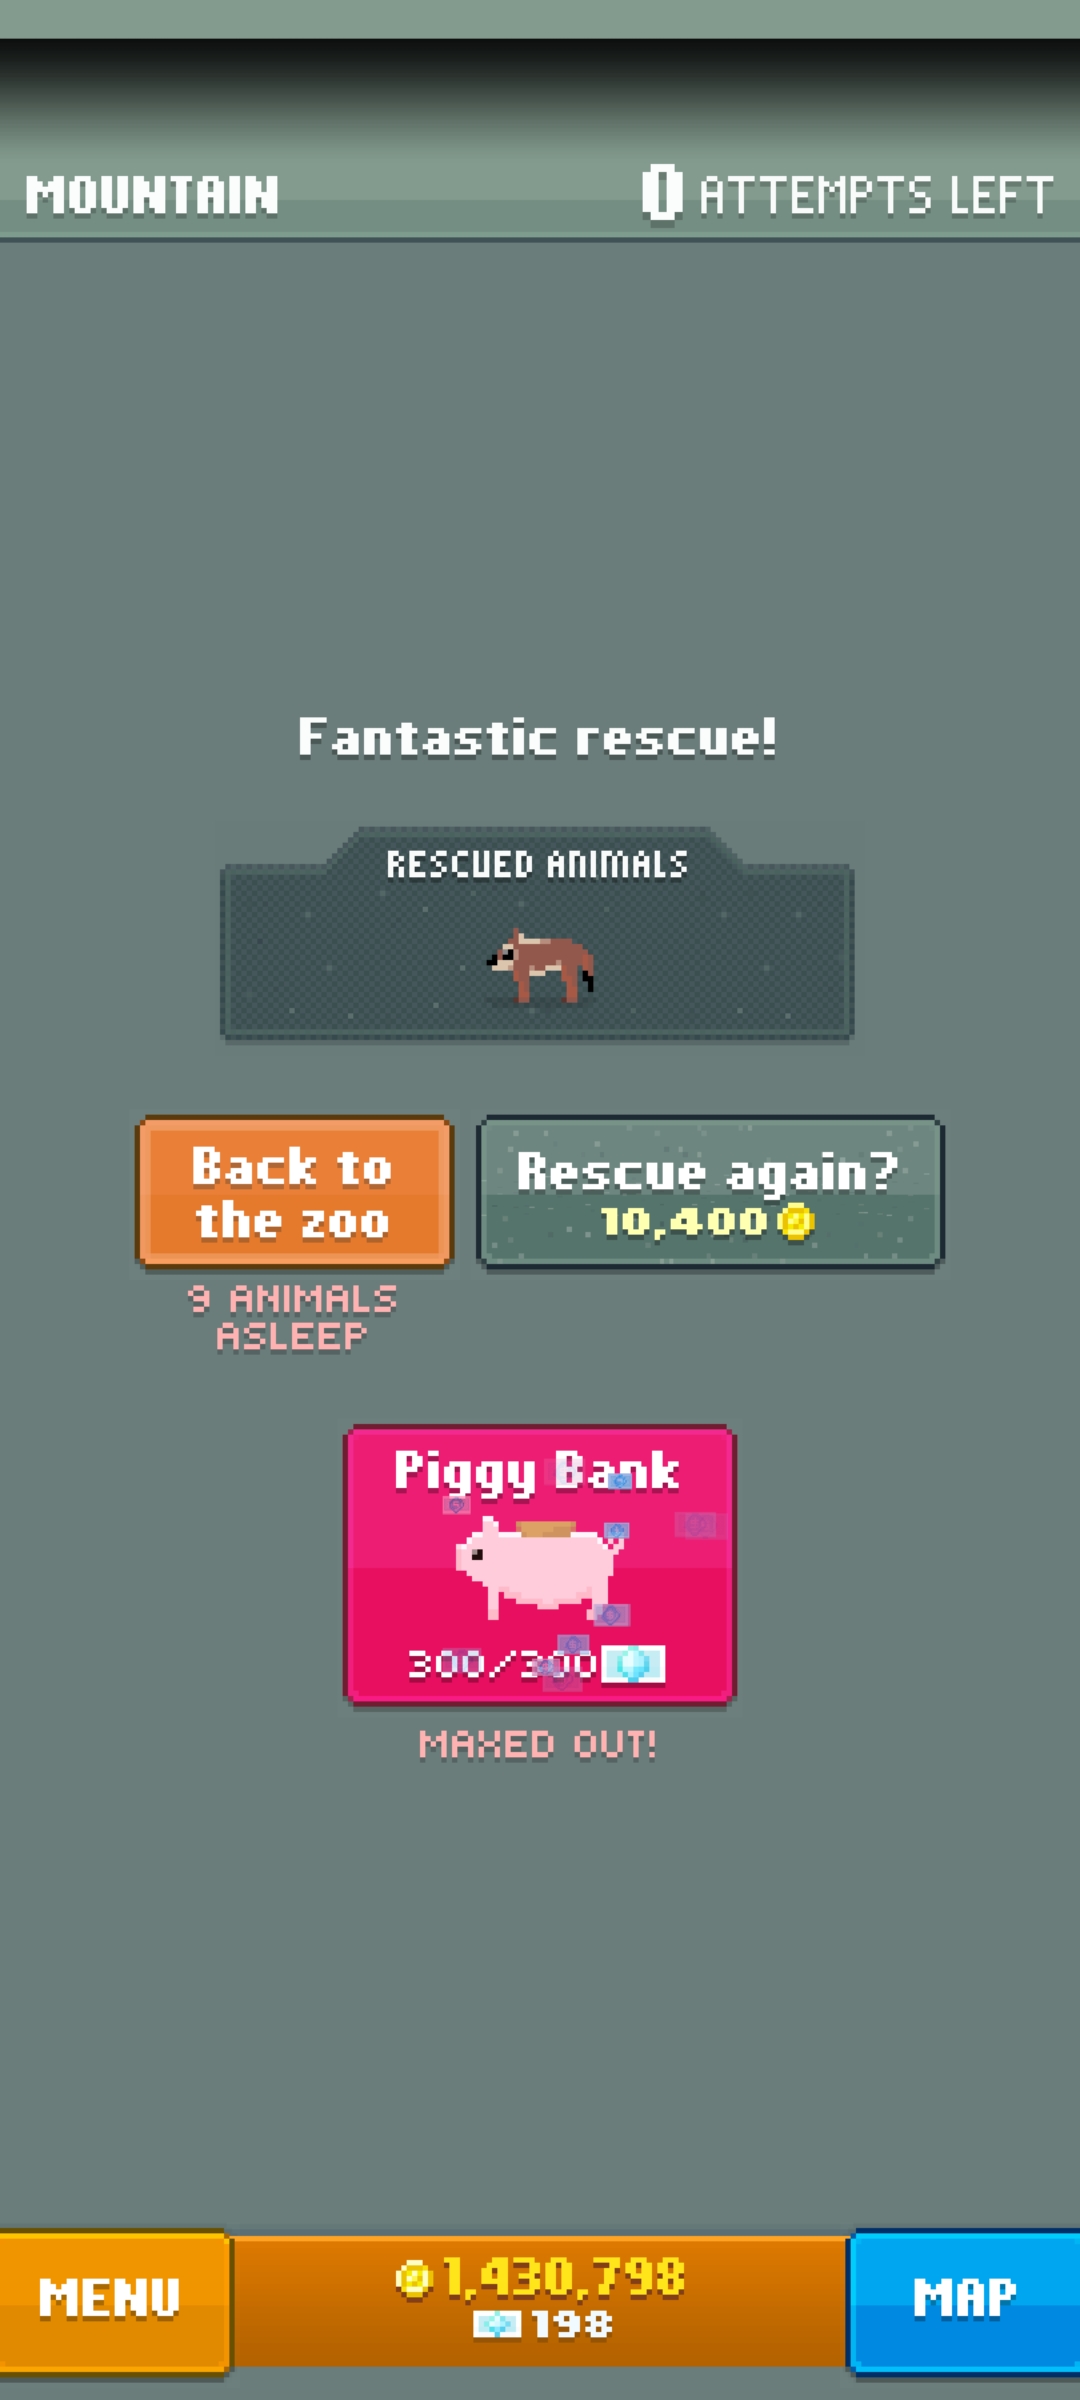 MOUNTAIN
0 ATTEMPTS LEFT
Fantastic rescue!
RESCUED ANIMALS
Back to
the zoo
Rescue again?
10,400
9 ANIMALS
ASLEEP
Piggy Bank
300/300
MAXED OUT!
MENU
1,430,798
198
MAP